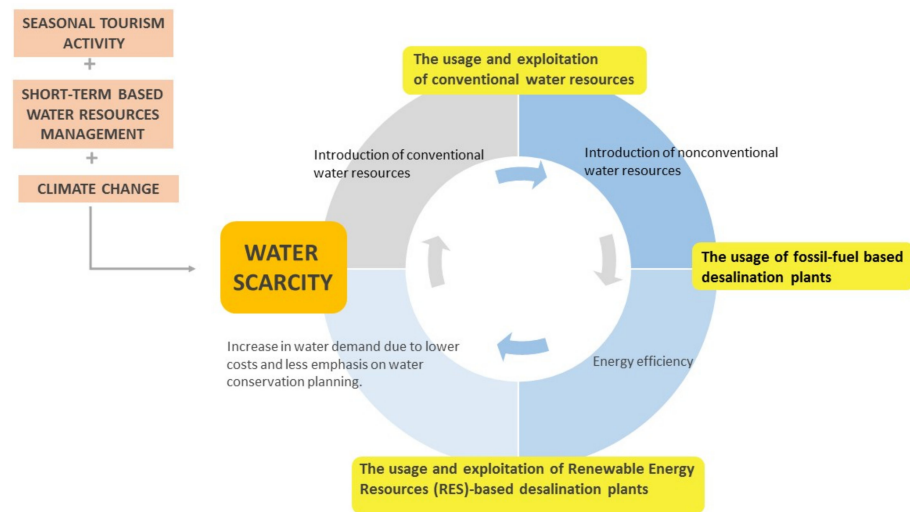 SEASONAL TOURISM
ACTIVITY
+
SHORT-TERM BASED
WATER RESOURCES
MANAGEMENT
+
CLIMATE CHANGE
WATER
SCARCITY
Introduction of conventional
water resources
The usage and exploitation
of conventional water resources
Introduction of nonconventional
water resources
The usage of fossil-fuel based
desalination plants
Energy efficiency
The usage and exploitation of Renewable Energy
Resources (RES)-based desalination plants
Increase in water demand due to lower
costs and less emphasis on water
conservation planning.